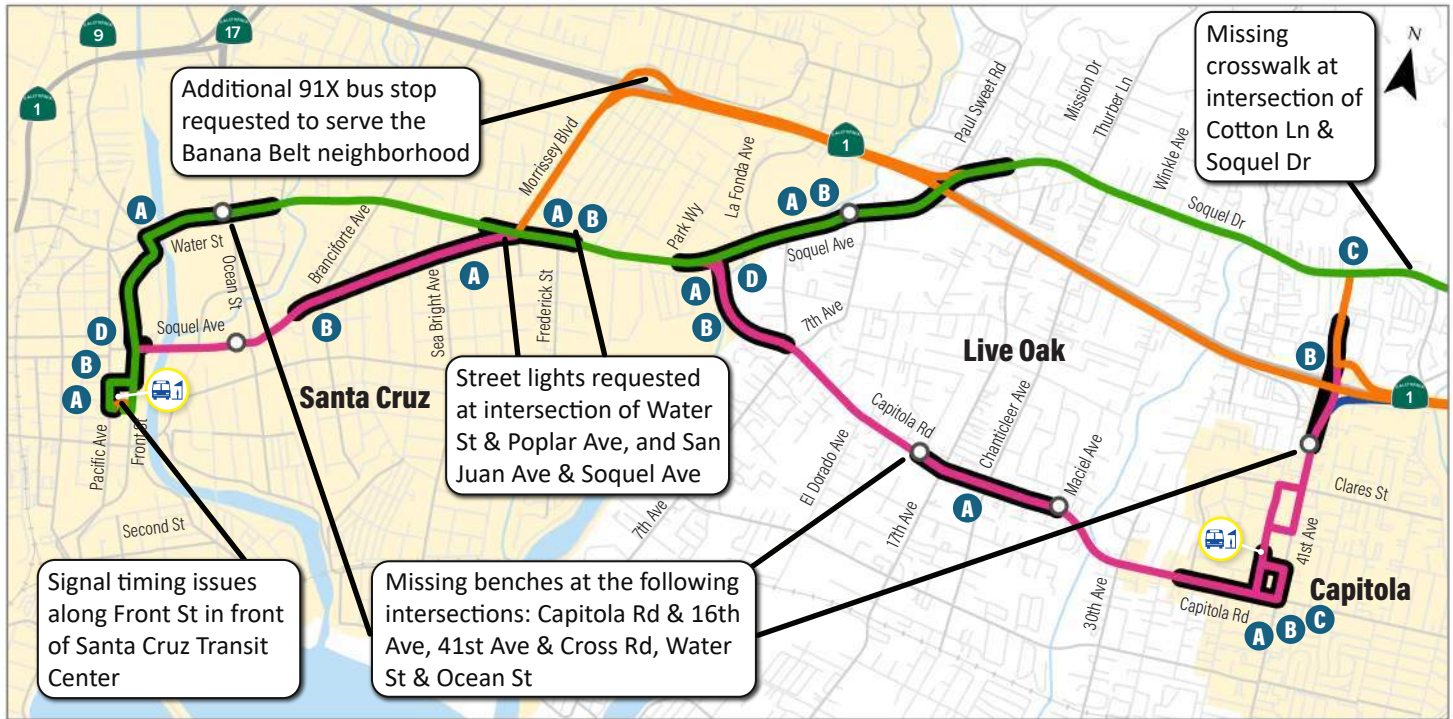 CALIFORNIA
9
CALIFORNIA
17
CALIFORNIA
1
Additional 91X bus stop
requested to serve the
Banana Belt neighborhood
Morrissey Blvd
La Fonda Ave
Park Wy
CALIFORNIA
1
Paul Sweet Rd
Mission Dr
Thurber Ln
Winkle Ave
Soquel Dr
Missing
crosswalk at
intersection of
Cotton Ln &
Soquel Dr
N
A
Water St
Ocean St
Branciforte Ave
Sea Bright Ave
Frederick St
A
B
A
B
A
B
Soquel Ave
C
D
B
A
Soquel Ave
B
A
A
B
D
7th Ave
Live Oak
B
CALIFORNIA
1
Santa Cruz
Street lights requested
at intersection of Water
St & Poplar Ave, and San
Juan Ave & Soquel Ave
Pacific Ave
Front St
Second St
7th Ave
El Dorado Ave
Capitola Rd
17th Ave
Chanticleer Ave
Maciel Ave
A
30th Ave
Clares St
41st Ave
Capitola Rd
Capitola
A
B
C
Signal timing issues
along Front St in front
of Santa Cruz Transit
Center
Missing benches at the following
intersections: Capitola Rd & 16th
Ave, 41st Ave & Cross Rd, Water
St & Ocean St